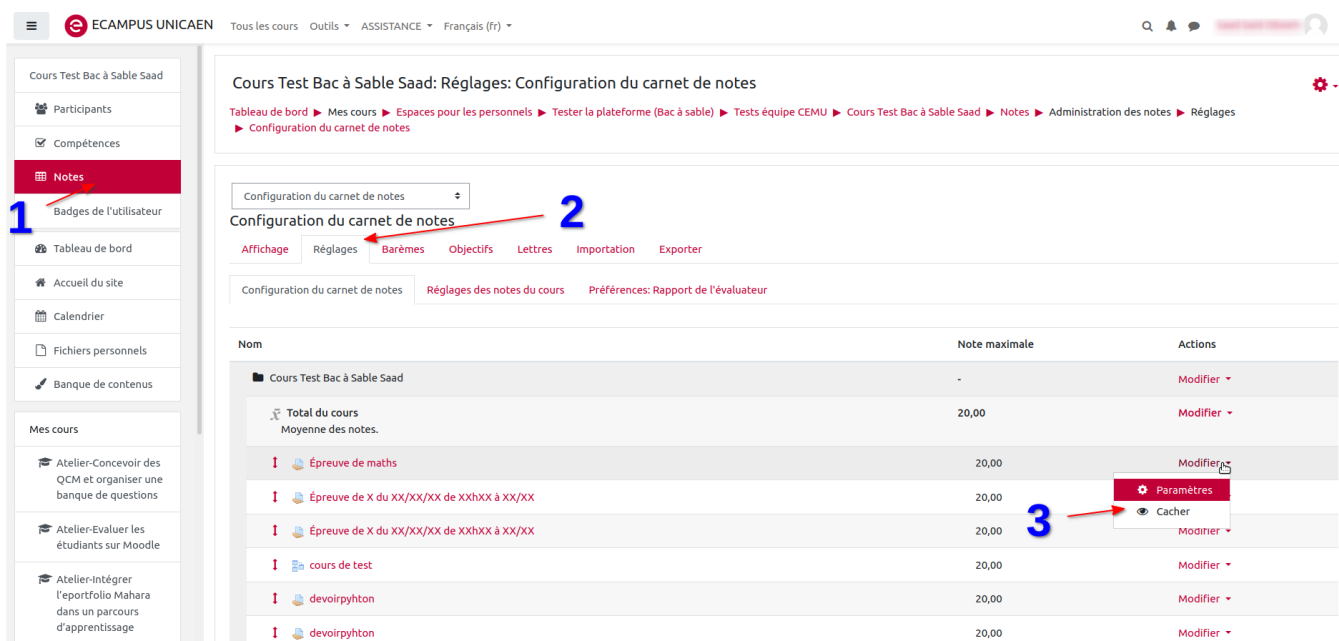 ECAMPUS UNICAEN Tous les cours Outils ASSISTANCE Français (fr)
Cours Test Bac à Sable Saad
Participants
Compétences
Notes
1
Badges de l'utilisateur
Tableau de bord
Accueil du site
Calendrier
Fichiers personnels
Banque de contenus
Mes cours
Atelier-Concevoir des
QCM et organiser une
banque de questions
Atelier-Evaluer les
étudiants sur Moodle
Atelier-Intégrer
l'eportfolio Mahara
dans un parcours
d'apprentissage
Cours Test Bac à Sable Saad: Réglages: Configuration du carnet de notes
Tableau de bord ▶ Mes cours ▶ Espaces pour les personnels ▶ Tester la plateforme (Bac à sable) ▶ Tests équipe CEMU ▶ Cours Test Bac à Sable Saad ▶ Notes ▶ Administration des notes ▶ Réglages
▶ Configuration du carnet de notes
Configuration du carnet de notes
2
Configuration du carnet de notes
Affichage Réglages Barèmes Objectifs Lettres Importation Exporter
Configuration du carnet de notes Réglages des notes du cours Préférences: Rapport de l'évaluateur
Nom Note maximale Actions
Cours Test Bac à Sable Saad - Modifier
x̄ Total du cours 20,00 Modifier
Moyenne des notes.
Épreuve de maths 20,00 Modifier
Paramètres
Épreuve de X du XX/XX/XX de XXhXX à XX/XX 20,00
3 Cacher
Épreuve de X du XX/XX/XX de XXhXX à XX/XX 20,00 Modifier
cours de test 20,00 Modifier
devoirpyhton 20,00 Modifier
devoirpyhton 20,00 Modifier